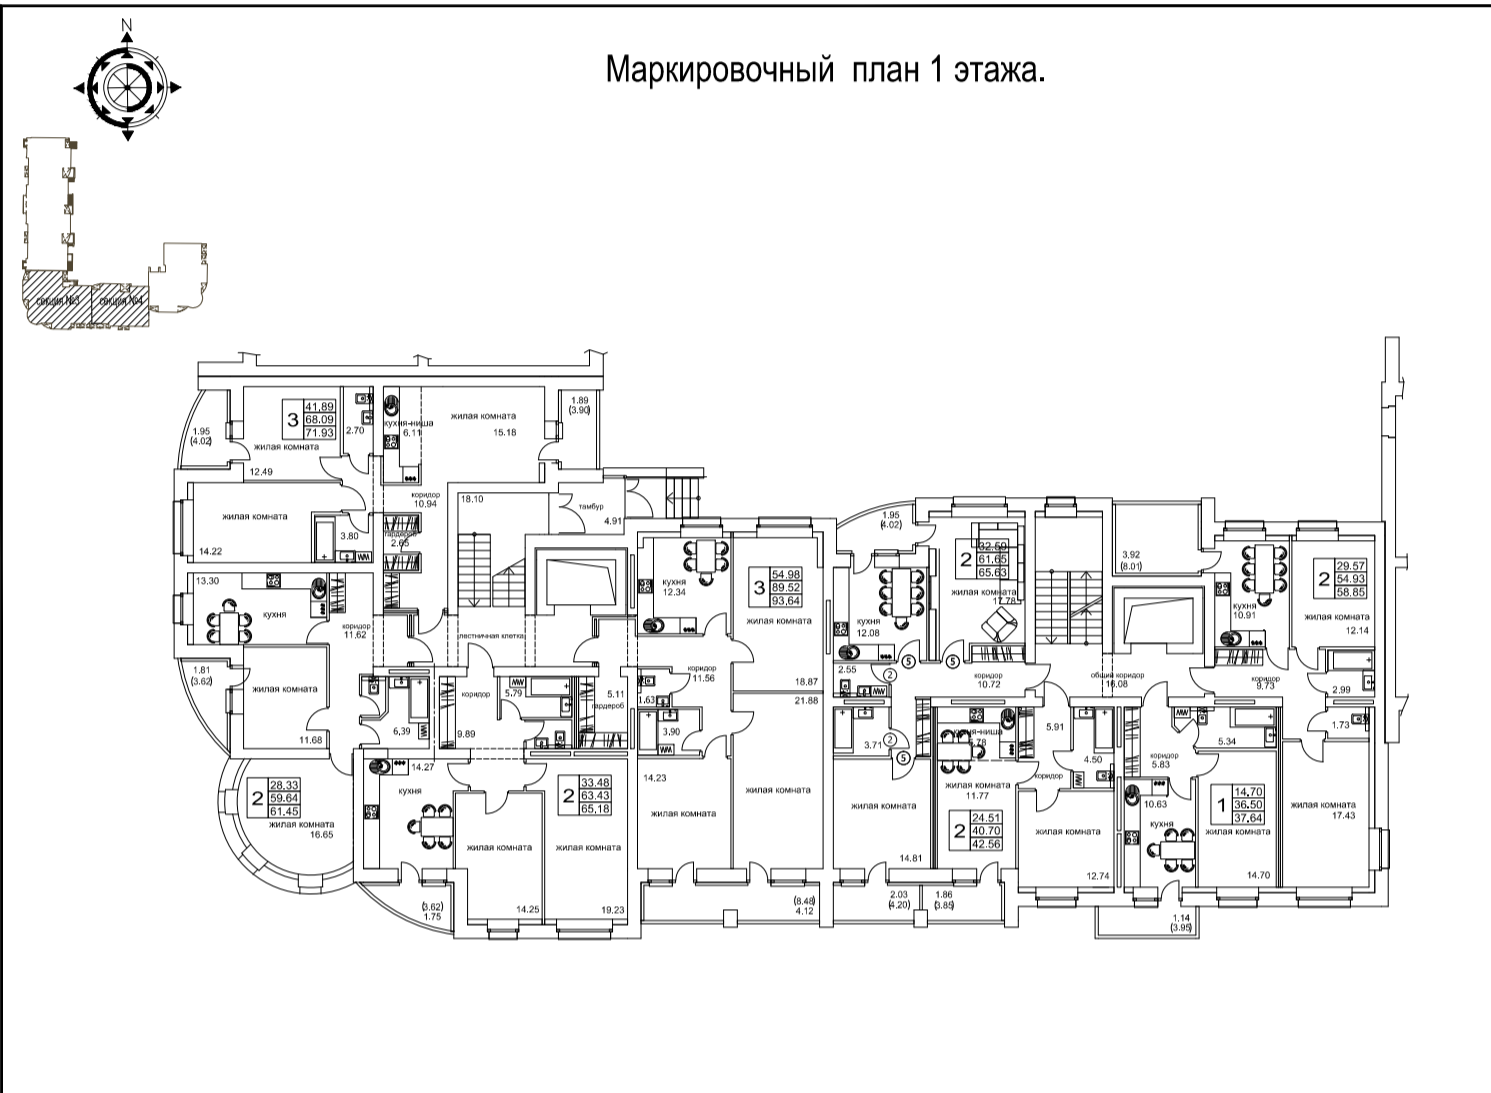 N
Маркировочный план 1 этажа.
секция №3
секция №4
1.95
(4.02)
3
41.89
68.09
71.93
жилая комната
12.49
2.70
кухня-ниша
6.11
жилая комната
15.18
1.89
(3.90)
жилая комната
14.22
3.80
коридор
10.94
гардероб
2.65
18.10
тамбур
4.91
13.30
кухня
коридор
11.62
лестничная клетка
1.81
(3.62)
жилая комната
11.68
6,39
2
28.33
59.64
61.45
жилая комната
16.65
14.27
кухня
(3.62)
1.75
коридор
5.79
9.89
5.11
гардероб
2
33.48
63.43
65.18
жилая комната
14.25
жилая комната
19.23
кухня
12.34
3
54.98
89.52
93,64
жилая комната
18.87
коридор
11.56
1.63
3.90
14.23
жилая комната
21.88
жилая комната
(8.48)
4.12
1.95
(4.02)
кухня
12.08
2
32.59
61.65
65.63
жилая комната
17.78
5
5
2.55
2
коридор
10.72
3.71
2
5
жилая комната
14.81
2.03
(4.20)
1.86
(3.85)
кухня-ниша
5.78
жилая комната
11.77
2
24.51
40.70
42.56
5.91
коридор
4.50
жилая комната
12.74
3.92
(8.01)
общий коридор
16.08
кухня
10.91
2
29.57
54.93
58.85
жилая комната
12.14
коридор
9.73
2.99
1.73
5.34
коридор
5.83
10.63
кухня
1
14.70
36.50
37.64
жилая комната
14.70
жилая комната
17.43
1.14
(3.95)